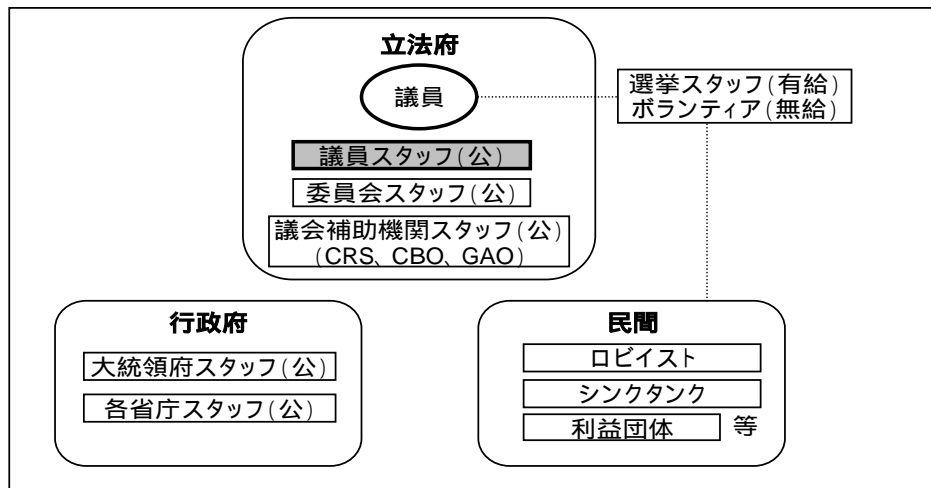 立法府
議員
選挙スタッフ(有給)
ボランティア(無給)
議員スタッフ(公)
委員会スタッフ(公)
議会補助機関スタッフ(公)
(CRS、CBO、GAO)
行政府
大統領府スタッフ(公)
各省庁スタッフ(公)
民間
ロビイスト
シンクタンク
利益団体 等